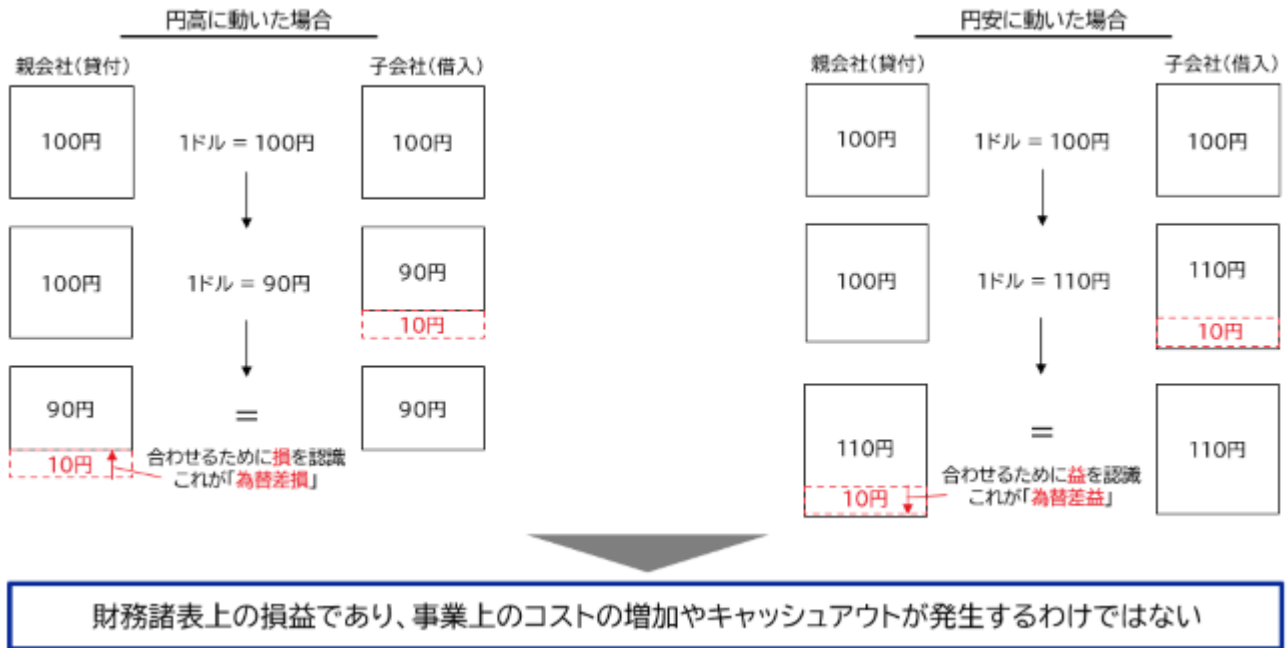 円高に動いた場合
親会社(貸付)
子会社(借入)
100円
1ドル = 100円
100円
100円
1ドル = 90円
90円
10円
90円
=
90円
10円
合わせるために損を認識
これが「為替差損」
円安に動いた場合
親会社(貸付)
子会社(借入)
100円
1ドル = 100円
100円
100円
1ドル = 110円
110円
10円
110円
=
110円
10円
合わせるために益を認識
これが「為替差益」
財務諸表上の損益であり、事業上のコストの増加やキャッシュアウトが発生するわけではない